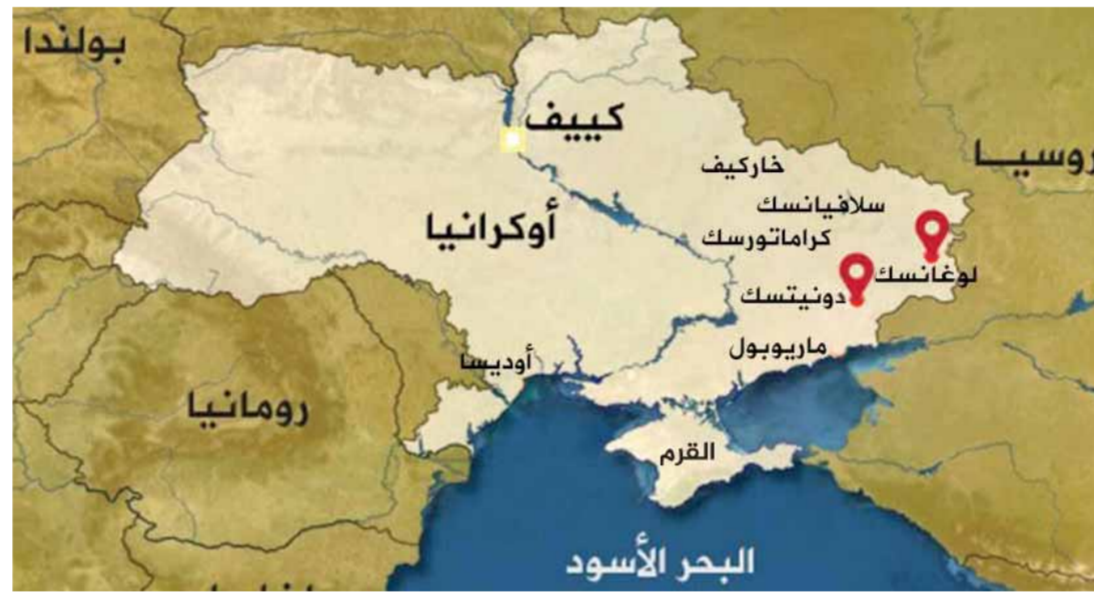 بولندا
كييف
روسيا
خاركيف
سلافيانسك
أوكرانيا
كراماتورسك
لوغانسك
دونيتسك
ماريوبول
أوديسا
رومانيا
القرم
البحر الأسود